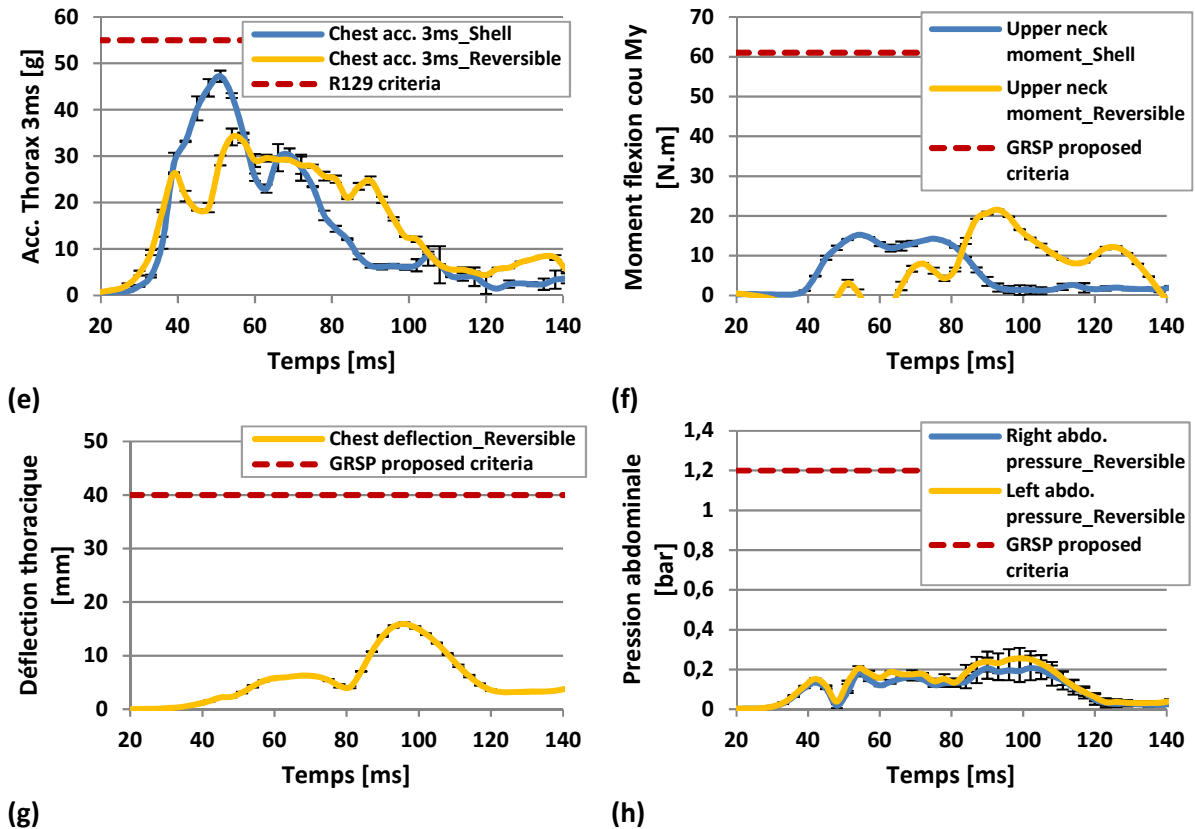 60
50
40
30
20
10
0
Acc. Thorax 3ms [g]
Chest acc. 3ms_Shell
Chest acc. 3ms_Reversible
R129 criteria
20 40 60 80 100 120 140
Temps [ms]
(e)
70
60
50
40
30
20
10
0
Moment flexion cou My
[N.m]
Upper neck
moment_Shell
Upper neck
moment_Reversible
GRSP proposed
criteria
20 40 60 80 100 120 140
Temps [ms]
(f)
50
40
30
20
10
0
Déflection thoracique
[mm]
Chest deflection_Reversible
GRSP proposed criteria
20 40 60 80 100 120 140
Temps [ms]
(g)
1,4
1,2
1
0,8
0,6
0,4
0,2
0
Pression abdominale
[bar]
Right abdo.
pressure_Reversible
Left abdo.
pressure_Reversible
GRSP proposed
criteria
20 40 60 80 100 120 140
Temps [ms]
(h)